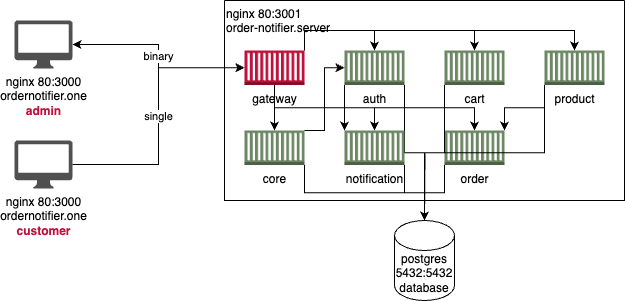 nginx 80:3001
order-notifier.server
binary
nginx 80:3000
ordernotifier.one
admin
gateway
auth
cart
product
single
core
notification
order
nginx 80:3000
ordernotifier.one
customer
postgres
5432:5432
database